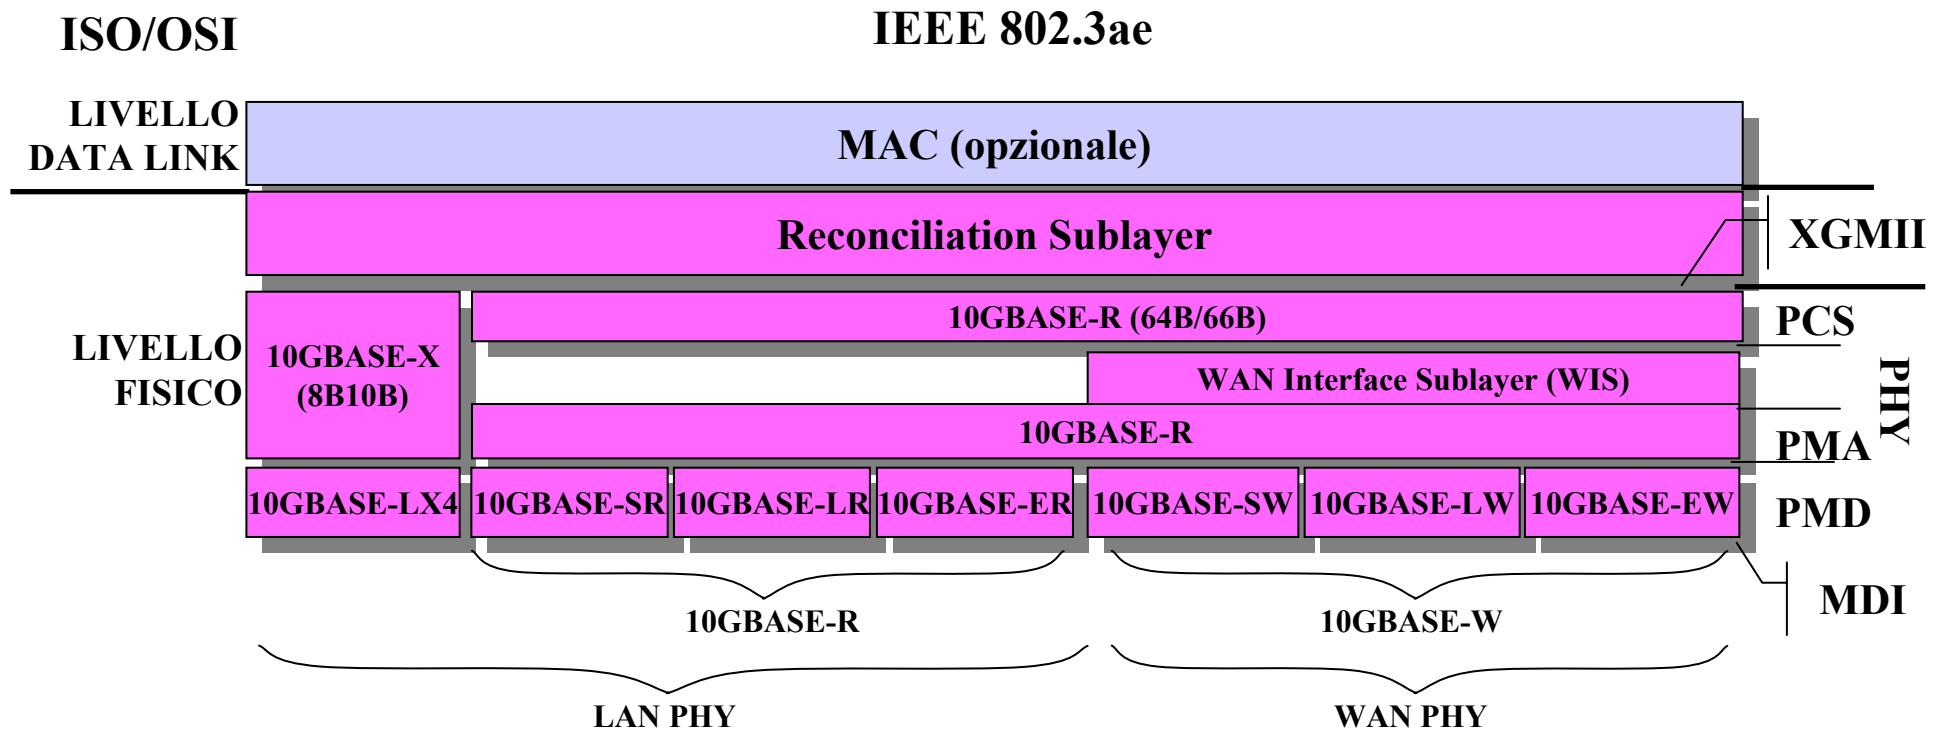 ISO/OSI
IEEE 802.3ae
LIVELLO
DATA LINK
MAC (opzionale)
Reconciliation Sublayer
XGMII
LIVELLO
FISICO
10GBASE-X
(8B10B)
10GBASE-R (64B/66B)
PCS
WAN Interface Sublayer (WIS)
PHY
10GBASE-R
PMA
10GBASE-LX4
10GBASE-SR
10GBASE-LR
10GBASE-ER
10GBASE-SW
10GBASE-LW
10GBASE-EW
PMD
MDI
10GBASE-R
10GBASE-W
LAN PHY
WAN PHY